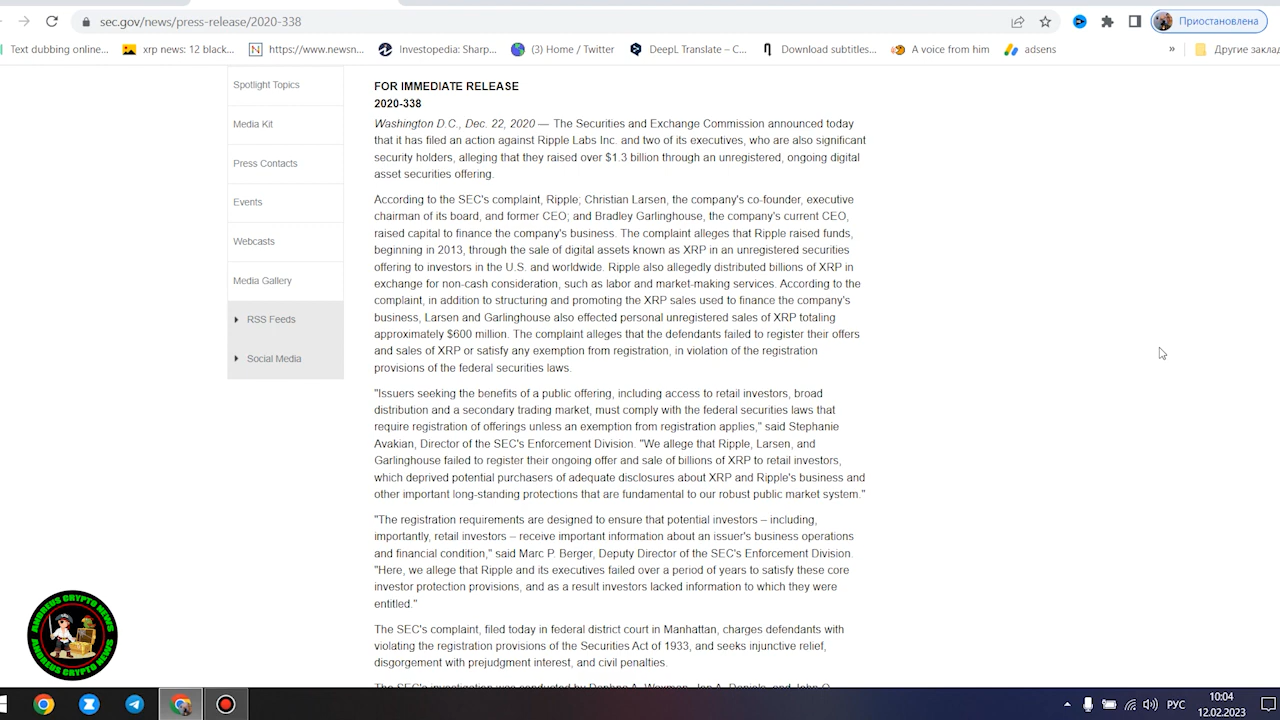 sec.gov/news/press-release/2020-338
Приостановлена
Text dubbing online...
xrp news: 12 black...
https://www.newsn...
Investopedia: Sharp...
(3) Home / Twitter
DeepL Translate – C...
Download subtitles...
A voice from him
adsens
»
Другие заклад
Spotlight Topics
Media Kit
Press Contacts
Events
Webcasts
Media Gallery
RSS Feeds
Social Media
FOR IMMEDIATE RELEASE
2020-338
Washington D.C., Dec. 22, 2020 — The Securities and Exchange Commission announced today
that it has filed an action against Ripple Labs Inc. and two of its executives, who are also significant
security holders, alleging that they raised over $1.3 billion through an unregistered, ongoing digital
asset securities offering.
According to the SEC's complaint, Ripple; Christian Larsen, the company's co-founder, executive
chairman of its board, and former CEO; and Bradley Garlinghouse, the company's current CEO,
raised capital to finance the company's business. The complaint alleges that Ripple raised funds,
beginning in 2013, through the sale of digital assets known as XRP in an unregistered securities
offering to investors in the U.S. and worldwide. Ripple also allegedly distributed billions of XRP in
exchange for non-cash consideration, such as labor and market-making services. According to the
complaint, in addition to structuring and promoting the XRP sales used to finance the company's
business, Larsen and Garlinghouse also effected personal unregistered sales of XRP totaling
approximately $600 million. The complaint alleges that the defendants failed to register their offers
and sales of XRP or satisfy any exemption from registration, in violation of the registration
provisions of the federal securities laws.
"Issuers seeking the benefits of a public offering, including access to retail investors, broad
distribution and a secondary trading market, must comply with the federal securities laws that
require registration of offerings unless an exemption from registration applies," said Stephanie
Avakian, Director of the SEC's Enforcement Division. "We allege that Ripple, Larsen, and
Garlinghouse failed to register their ongoing offer and sale of billions of XRP to retail investors,
which deprived potential purchasers of adequate disclosures about XRP and Ripple's business and
other important long-standing protections that are fundamental to our robust public market system."
"The registration requirements are designed to ensure that potential investors – including,
importantly, retail investors – receive important information about an issuer's business operations
and financial condition," said Marc P. Berger, Deputy Director of the SEC's Enforcement Division.
"Here, we allege that Ripple and its executives failed over a period of years to satisfy these core
investor protection provisions, and as a result investors lacked information to which they were
entitled."
The SEC's complaint, filed today in federal district court in Manhattan, charges defendants with
violating the registration provisions of the Securities Act of 1933, and seeks injunctive relief,
disgorgement with prejudgment interest, and civil penalties.
The SEC's investigation was conducted by Daphna A. Waxman, Jon A. Daniels, and John O.
ANDREUS CRYPTO NEWS
ANDREUS CRYPTO NEWS
РУС
10:04
12.02.2023